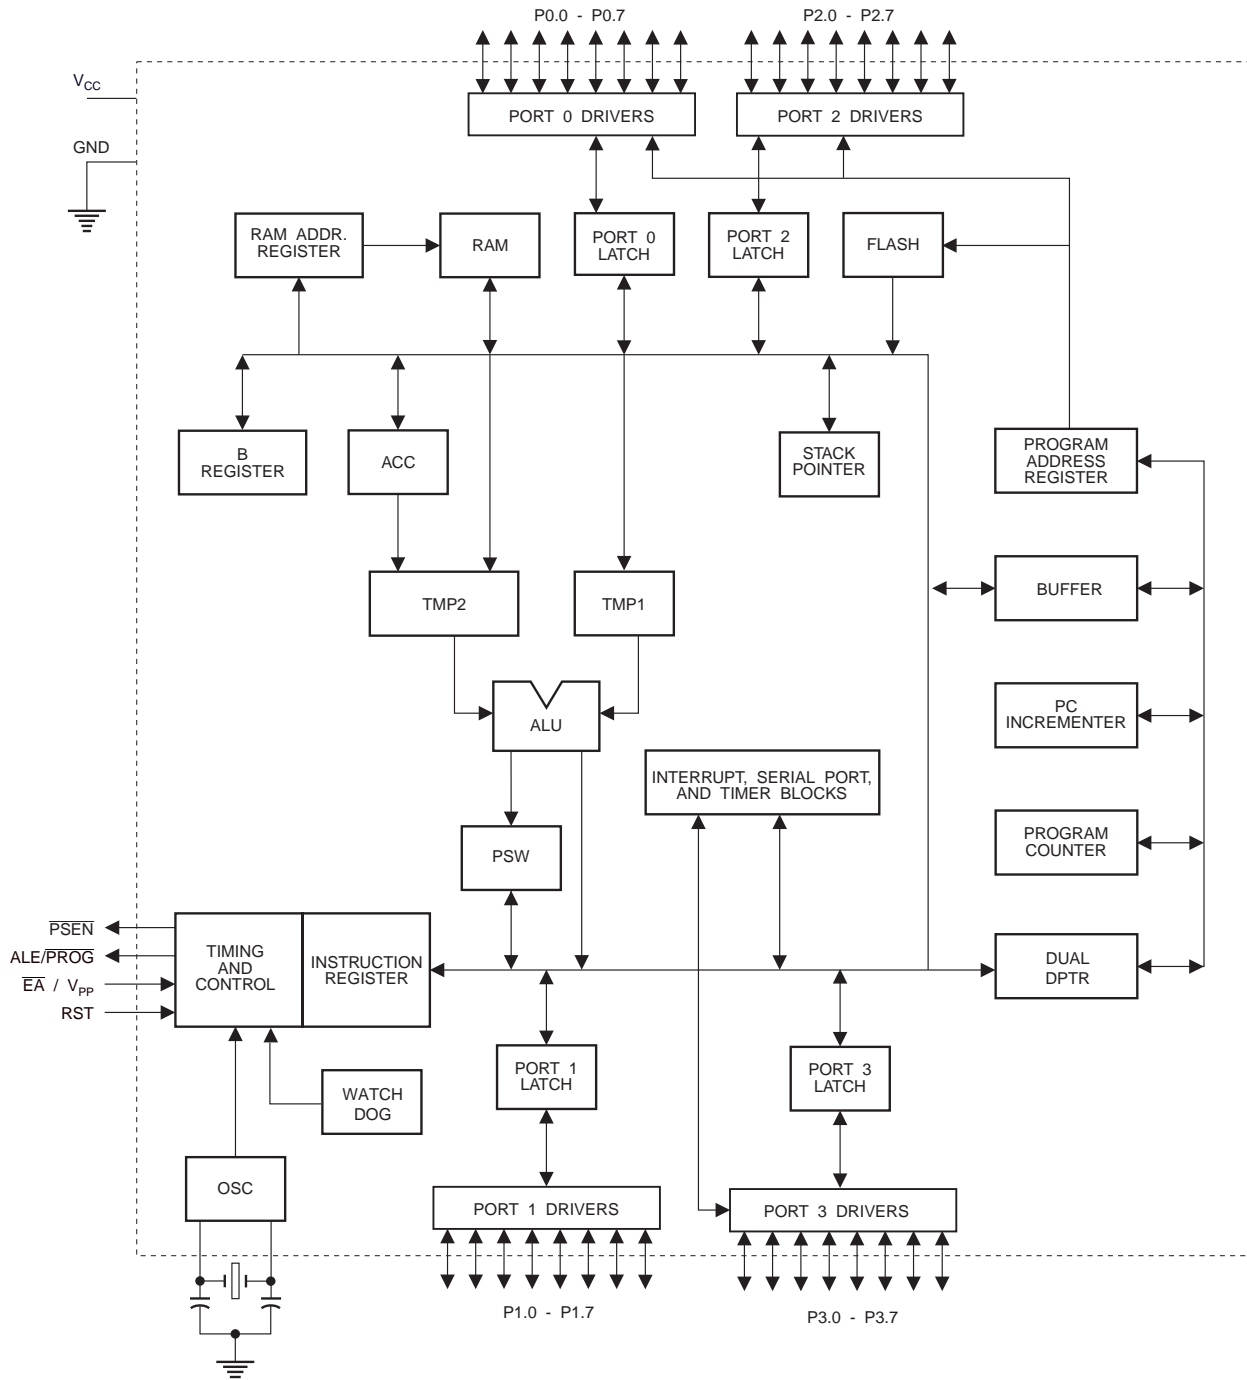 P0.0 - P0.7
P2.0 - P2.7
VCC
GND
PORT 0 DRIVERS
PORT 2 DRIVERS
RAM ADDR.
REGISTER
RAM
PORT 0
LATCH
PORT 2
LATCH
FLASH
B
REGISTER
ACC
STACK
POINTER
PROGRAM
ADDRESS
REGISTER
TMP2
TMP1
BUFFER
ALU
PC
INCREMENTER
INTERRUPT, SERIAL PORT,
AND TIMER BLOCKS
PSW
PROGRAM
COUNTER
PSEN
ALE/PROG
EA / VPP
RST
TIMING
AND
CONTROL
INSTRUCTION
REGISTER
DUAL
DPTR
WATCH
DOG
PORT 1
LATCH
PORT 3
LATCH
OSC
PORT 1 DRIVERS
PORT 3 DRIVERS
P1.0 - P1.7
P3.0 - P3.7